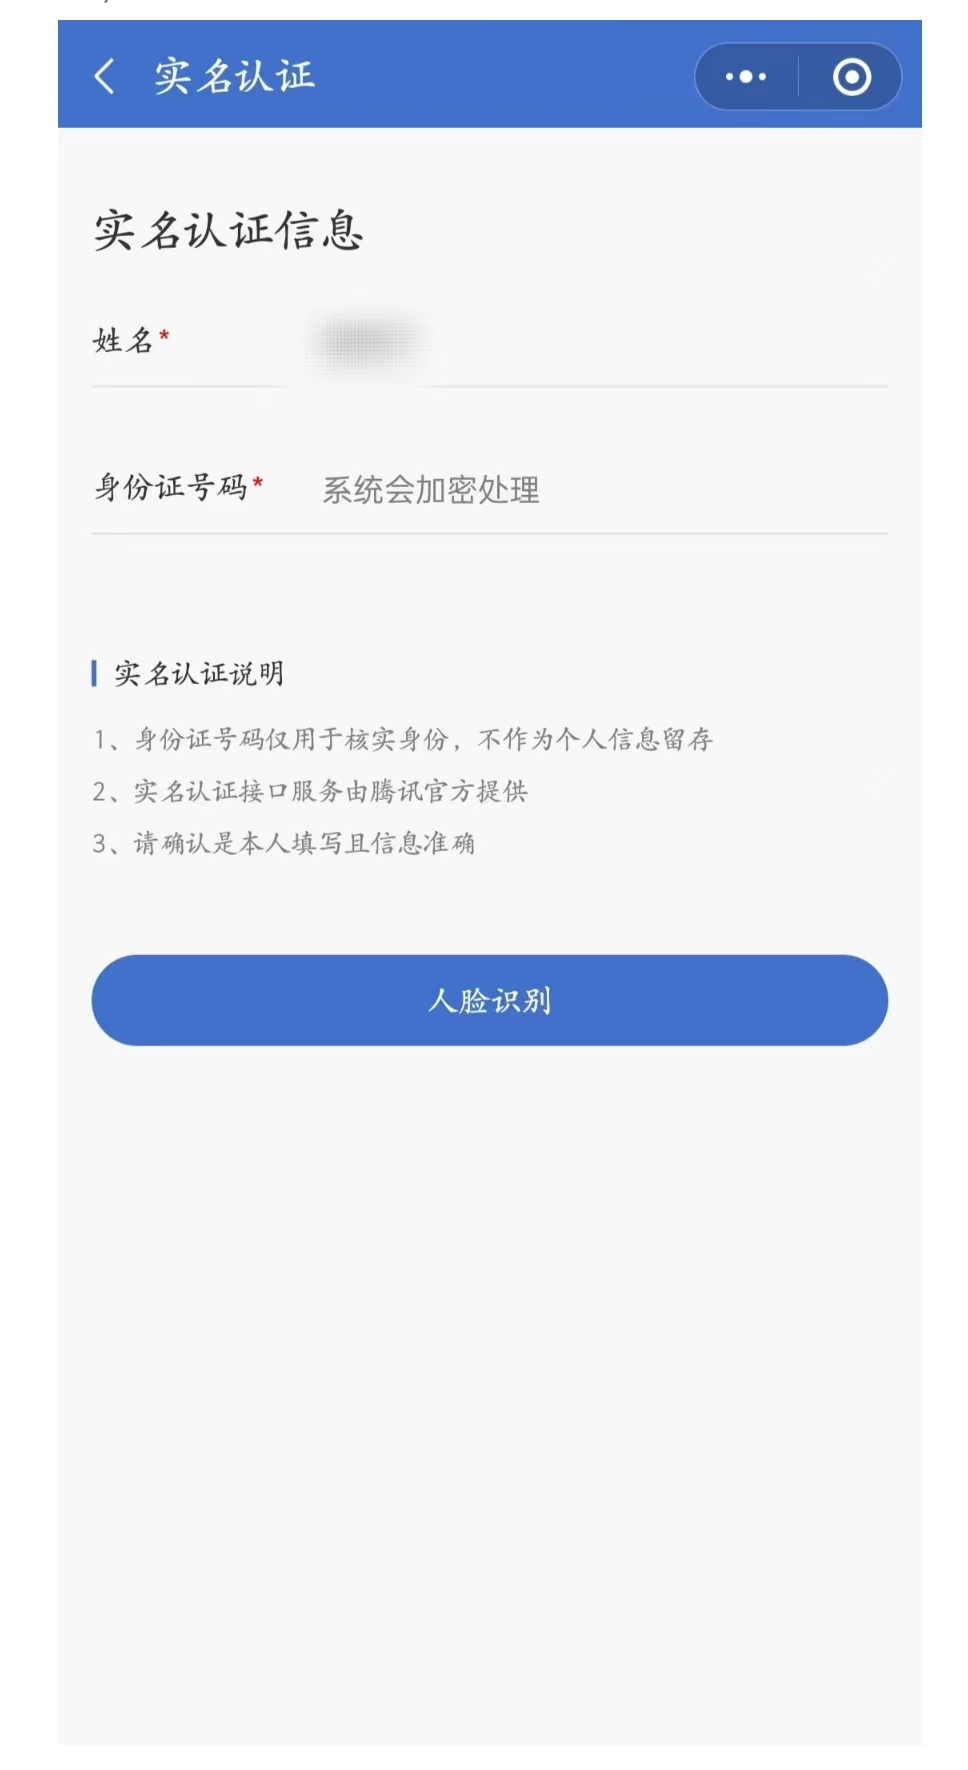 实名认证
实名认证信息
姓名*
身份证号码* 系统会加密处理
实名认证说明
1、身份证号码仅用于核实身份，不作为个人信息留存
2、实名认证接口服务由腾讯官方提供
3、请确认是本人填写且信息准确
人脸识别